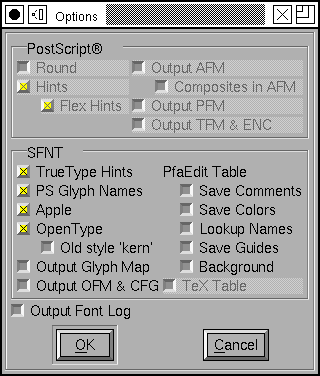 Options
PostScript®
Round Output AFM
Hints Composites in AFM
Flex Hints Output PFM
Output TFM & ENC
SFNT
TrueType Hints PfaEdit Table
PS Glyph Names Save Comments
Apple Save Colors
OpenType Lookup Names
Old style 'kern' Save Guides
Output Glyph Map Background
Output OFM & CFG TeX Table
Output Font Log
OK Cancel